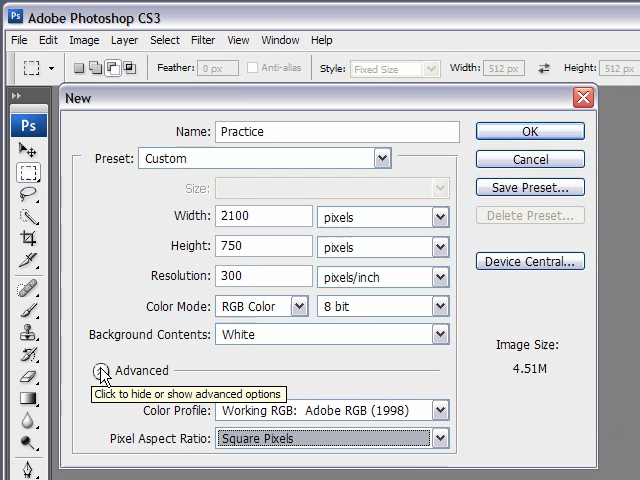 Ps Adobe Photoshop CS3
File Edit Image Layer Select Filter View Window Help
Feather: 0 px Anti-alias Style: Fixed Size Width: 512 px Height: 512 px
New
Ps
Name: Practice OK
Preset: Custom Cancel
Size: Save Preset...
Width: 2100 pixels Delete Preset...
Height: 750 pixels
Resolution: 300 pixels/inch Device Central...
Color Mode: RGB Color 8 bit
Background Contents: White
Image Size:
4.51M
Advanced
Click to hide or show advanced options
Color Profile: Working RGB: Adobe RGB (1998)
Pixel Aspect Ratio: Square Pixels